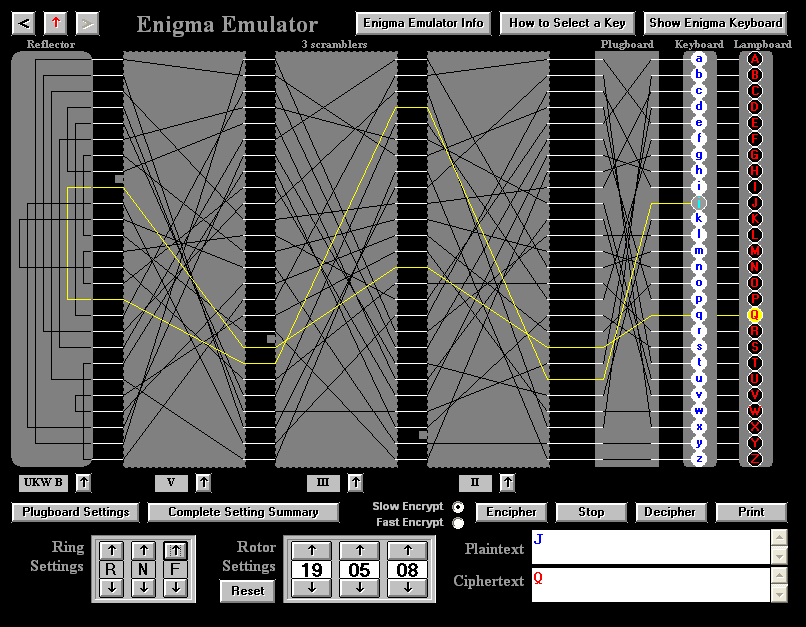 Enigma Emulator
Enigma Emulator Info
How to Select a Key
Show Enigma Keyboard
Reflector
3 scramblers
Plugboard
Keyboard
Lampboard
a A
b B
c C
d D
e E
f F
g G
h H
i I
j J
k K
l L
m M
n N
o O
p P
q Q
r R
s S
t T
u U
v V
w W
x X
y Y
z Z
UKW B
V
III
II
Plugboard Settings
Complete Setting Summary
Slow Encrypt
Fast Encrypt
Encipher
Stop
Decipher
Print
Ring Settings
R N F
Rotor Settings
19 05 08
Reset
Plaintext
J
Ciphertext
Q